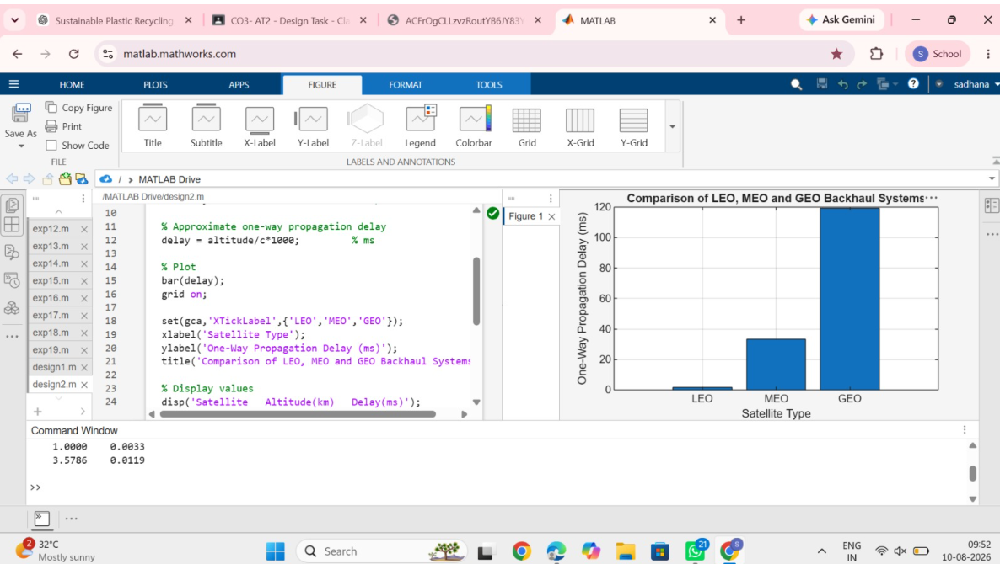 Sustainable Plastic Recycling
CO3- AT2 - Design Task - Cla
ACFrOgCLLzvzRoutYB6JY83Y
MATLAB
Ask Gemini
matlab.mathworks.com
S School
HOME PLOTS APPS FIGURE FORMAT TOOLS
sadhana
Save As
Copy Figure
Print
Show Code
FILE
Title Subtitle X-Label Y-Label Z-Label Legend Colorbar Grid X-Grid Y-Grid
LABELS AND ANNOTATIONS
/ > MATLAB Drive
/MATLAB Drive/design2.m
exp12.m
exp13.m
exp14.m
exp15.m
exp16.m
exp17.m
exp18.m
exp19.m
design1.m
design2.m
10
11 % Approximate one-way propagation delay
12 delay = altitude/c*1000; % ms
13
14 % Plot
15 bar(delay);
16 grid on;
17
18 set(gca,'XTickLabel',{'LEO','MEO','GEO'});
19 xlabel('Satellite Type');
20 ylabel('One-Way Propagation Delay (ms)');
21 title('Comparison of LEO, MEO and GEO Backhaul Systems
22
23 % Display values
24 disp('Satellite Altitude(km) Delay(ms)');
Figure 1
Comparison of LEO, MEO and GEO Backhaul Systems
One-Way Propagation Delay (ms)
120
100
80
60
40
20
0
LEO MEO GEO
Satellite Type
Command Window
1.0000 0.0033
3.5786 0.0119
>>
2
32°C
Mostly sunny
Search
21
S
ENG
IN
09:52
10-08-2026